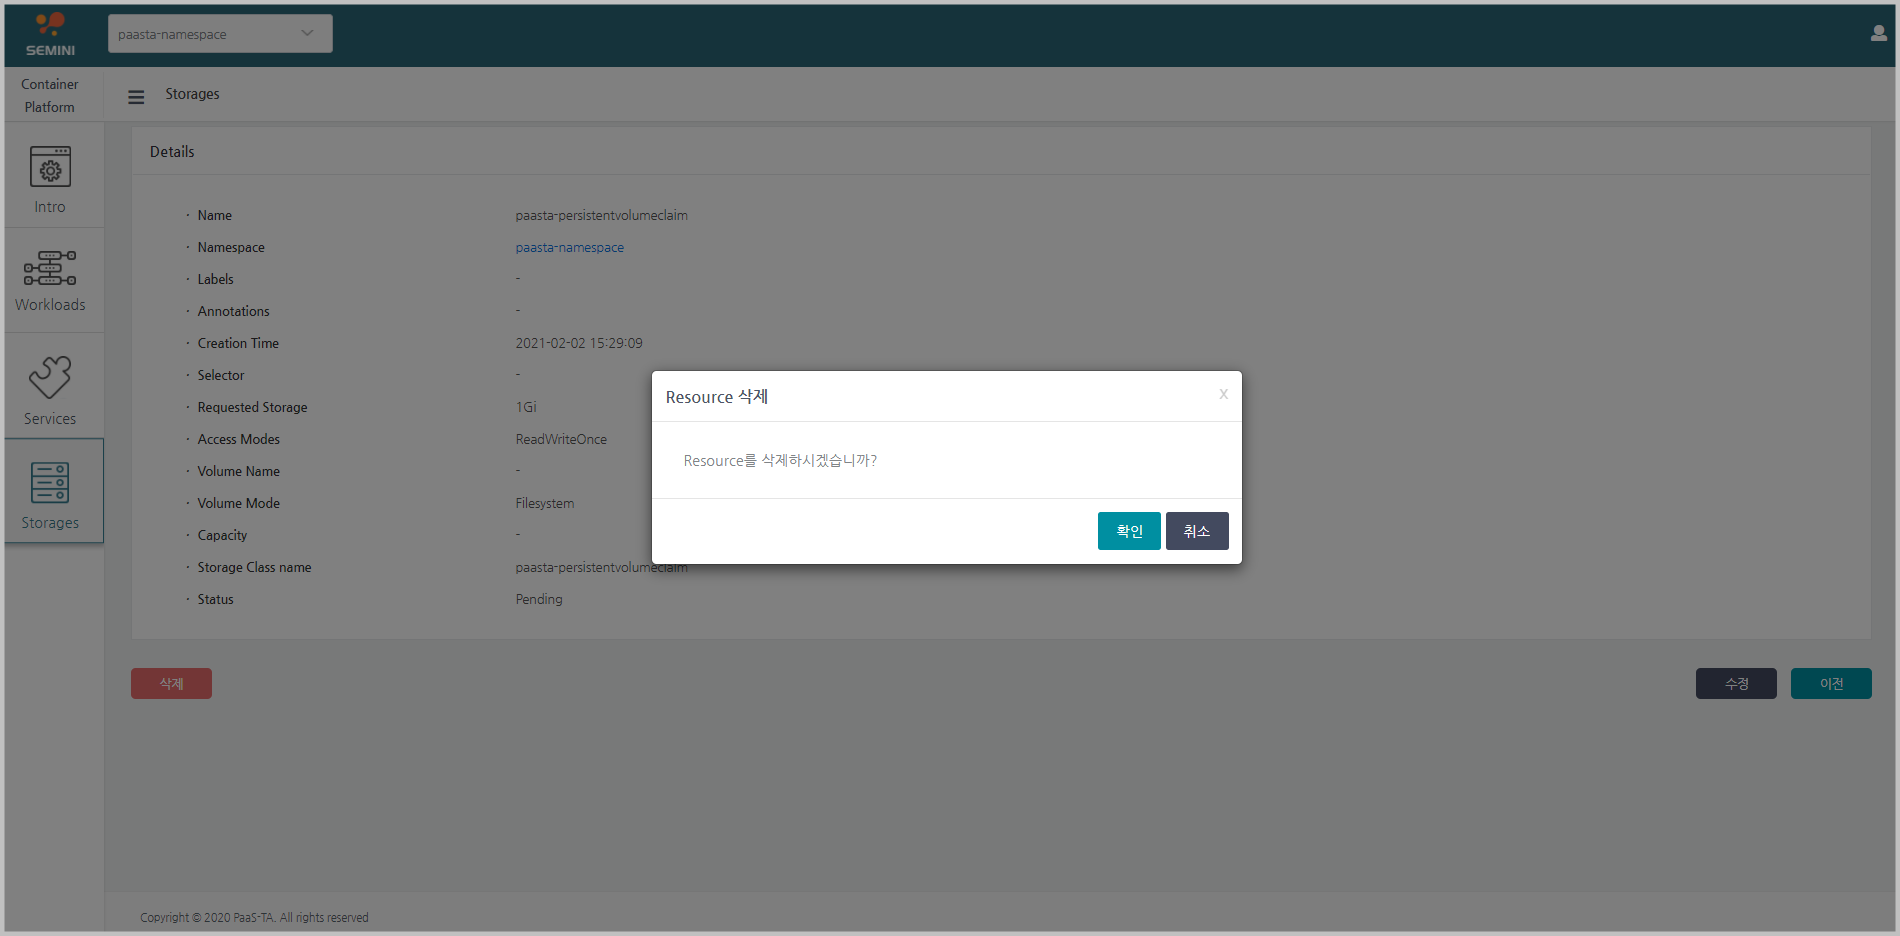 SEMINI
paasta-namespace
Container
Platform
Storages
Intro
Workloads
Services
Storages
Details
· Name paasta-persistentvolumeclaim
· Namespace paasta-namespace
· Labels -
· Annotations -
· Creation Time 2021-02-02 15:29:09
· Selector -
· Requested Storage 1Gi
· Access Modes ReadWriteOnce
· Volume Name -
· Volume Mode Filesystem
· Capacity -
· Storage Class name paasta-persistentvolumeclaim
· Status Pending
Resource 삭제 x
Resource를 삭제하시겠습니까?
확인 취소
삭제 수정 이전
Copyright © 2020 PaaS-TA. All rights reserved